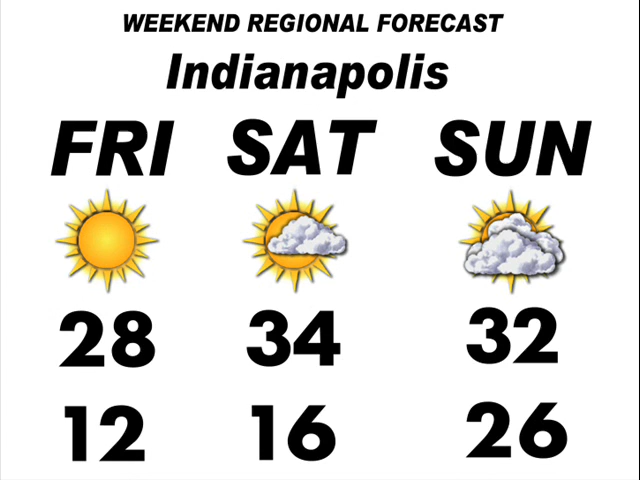 WEEKEND REGIONAL FORECAST
Indianapolis
FRI SAT SUN
28 34 32
12 16 26